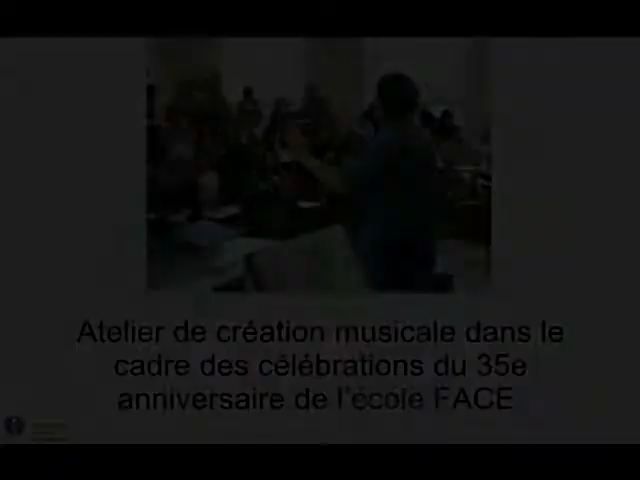 Atelier de création musicale dans le
cadre des célébrations du 35e
anniversaire de l'école FACE